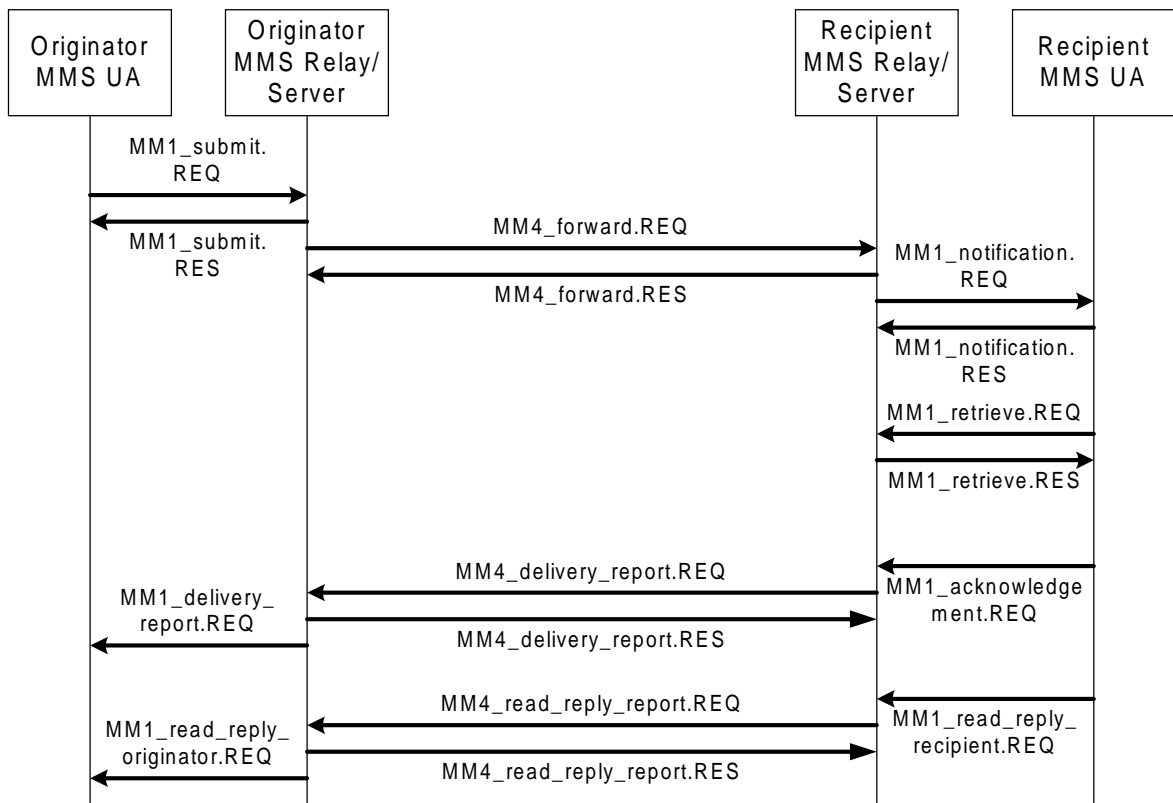 Originator
MMS UA
Originator
MMS Relay/
Server
Recipient
MMS Relay/
Server
Recipient
MMS UA
MM1_submit.
REQ
MM1_submit.
RES
MM4_forward.REQ
MM4_forward.RES
MM1_notification.
REQ
MM1_notification.
RES
MM1_retrieve.REQ
MM1_retrieve.RES
MM1_acknowledge
ment.REQ
MM4_delivery_report.REQ
MM4_delivery_report.RES
MM1_delivery_
report.REQ
MM1_read_reply_
recipient.REQ
MM4_read_reply_report.REQ
MM4_read_reply_report.RES
MM1_read_reply_
originator.REQ